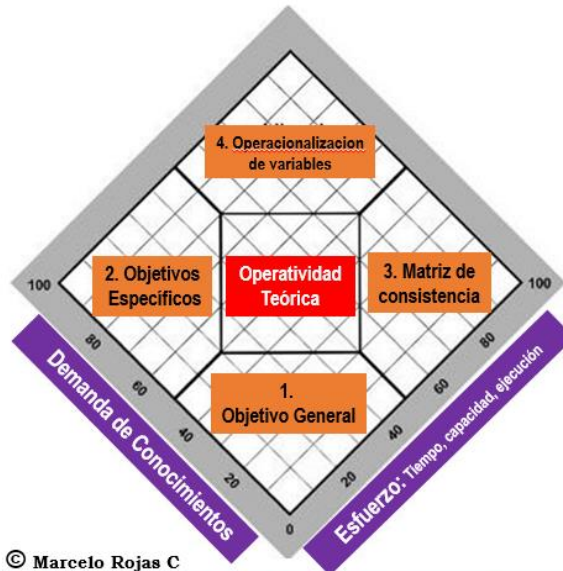 4. Operacionalizacion
de variables
2. Objetivos
Específicos
Operatividad
Teórica
3. Matriz de
consistencia
1.
Objetivo General
100
80
60
40
20
0
20
40
60
80
100
Demanda de Conocimientos
Esfuerzo: Tiempo, capacidad, ejecución
© Marcelo Rojas C